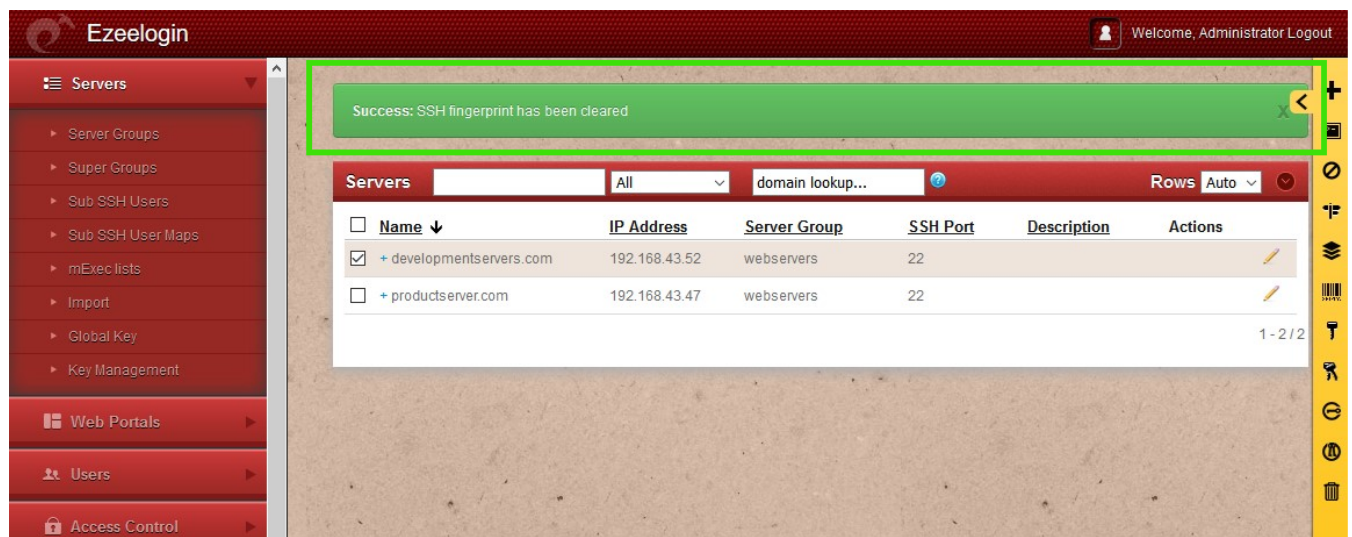 Ezeelogin
Welcome, Administrator Logout
Servers
Server Groups
Super Groups
Sub SSH Users
Sub SSH User Maps
mExec lists
Import
Global Key
Key Management
Web Portals
Users
Access Control
Success: SSH fingerprint has been cleared x
Servers All domain lookup... ? Rows Auto
Name IP Address Server Group SSH Port Description Actions
+ developmentservers.com 192.168.43.52 webservers 22
+ productserver.com 192.168.43.47 webservers 22
1 - 2 / 2